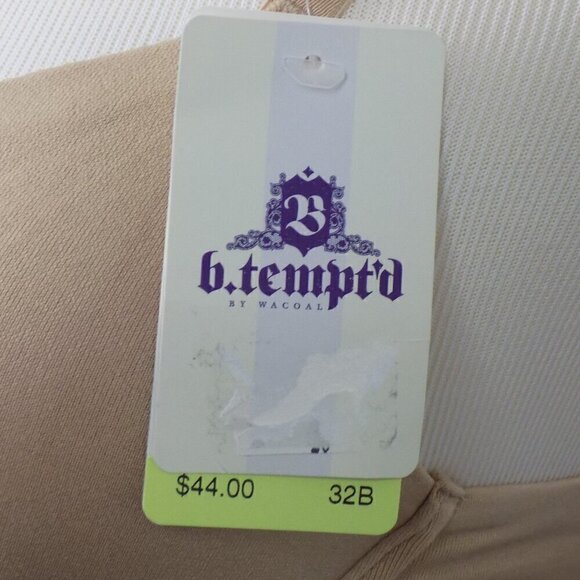 B
b.tempt'd
BY WACOAL
$44.00 32B